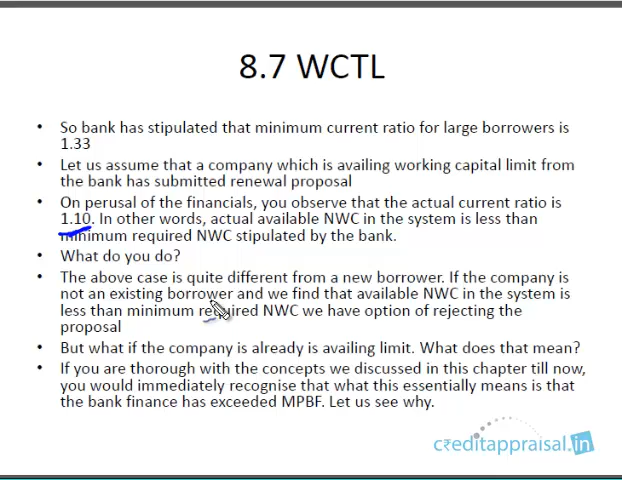 8.7 WCTL
• So bank has stipulated that minimum current ratio for large borrowers is
1.33
• Let us assume that a company which is availing working capital limit from
the bank has submitted renewal proposal
• On perusal of the financials, you observe that the actual current ratio is
1.10. In other words, actual available NWC in the system is less than
minimum required NWC stipulated by the bank.
• What do you do?
• The above case is quite different from a new borrower. If the company is
not an existing borrower and we find that available NWC in the system is
less than minimum required NWC we have option of rejecting the
proposal
• But what if the company is already is availing limit. What does that mean?
• If you are thorough with the concepts we discussed in this chapter till now,
you would immediately recognise that what this essentially means is that
the bank finance has exceeded MPBF. Let us see why.
c₹editappraisal.in